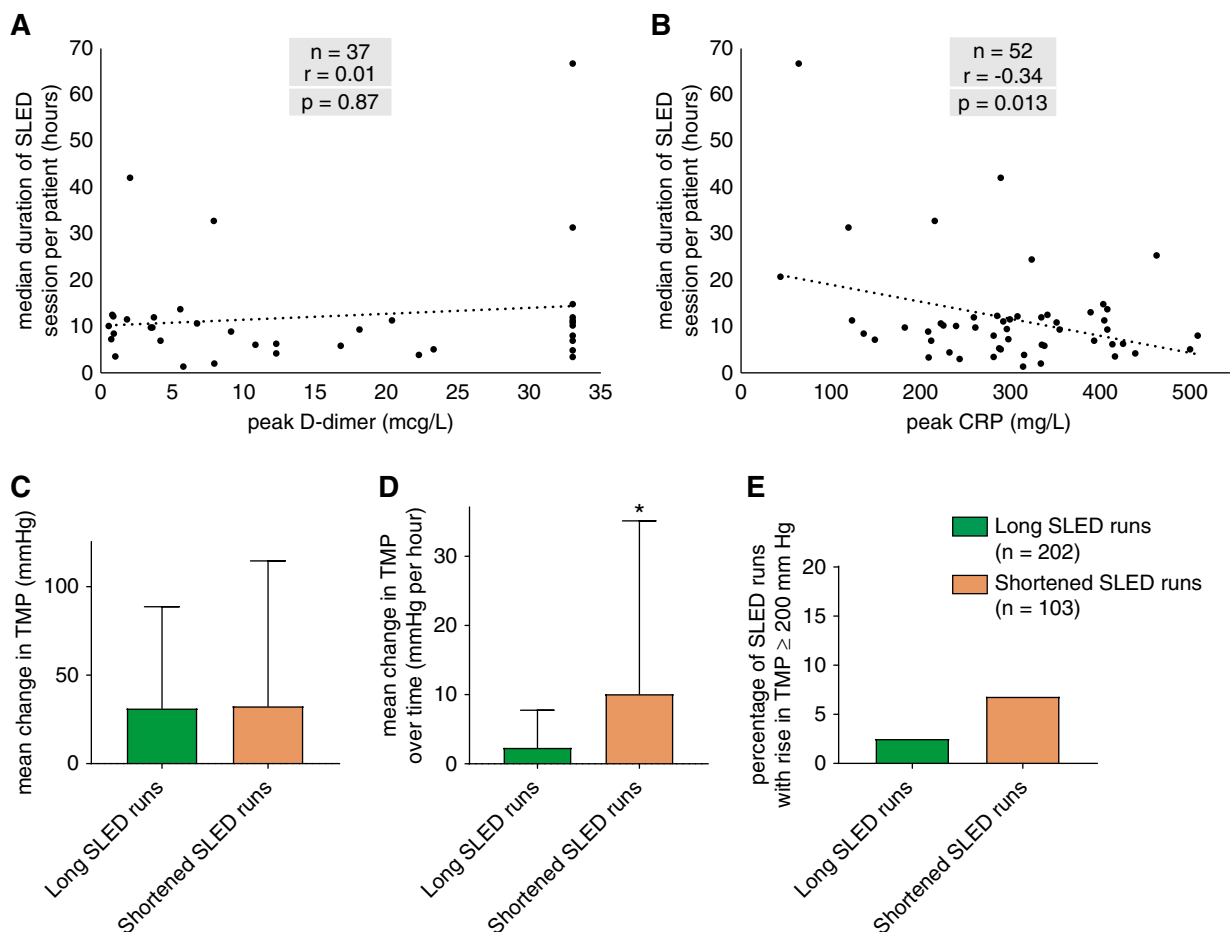 A
median duration of SLED
session per patient (hours)
70
60
50
40
30
20
10
0
n = 37
r = 0.01
p = 0.87
0 5 10 15 20 25 30 35
peak D-dimer (mcg/L)
B
median duration of SLED
session per patient (hours)
70
60
50
40
30
20
10
0
n = 52
r = -0.34
p = 0.013
0 100 200 300 400 500
peak CRP (mg/L)
C
mean change in TMP (mmHg)
100
50
0
Long SLED runs
Shortened SLED runs
D
mean change in TMP
over time (mmHg per hour)
30
20
10
0
*
Long SLED runs
Shortened SLED runs
E
percentage of SLED runs
with rise in TMP ≥ 200 mm Hg
20
15
10
5
0
Long SLED runs
Shortened SLED runs
Long SLED runs
(n = 202)
Shortened SLED runs
(n = 103)